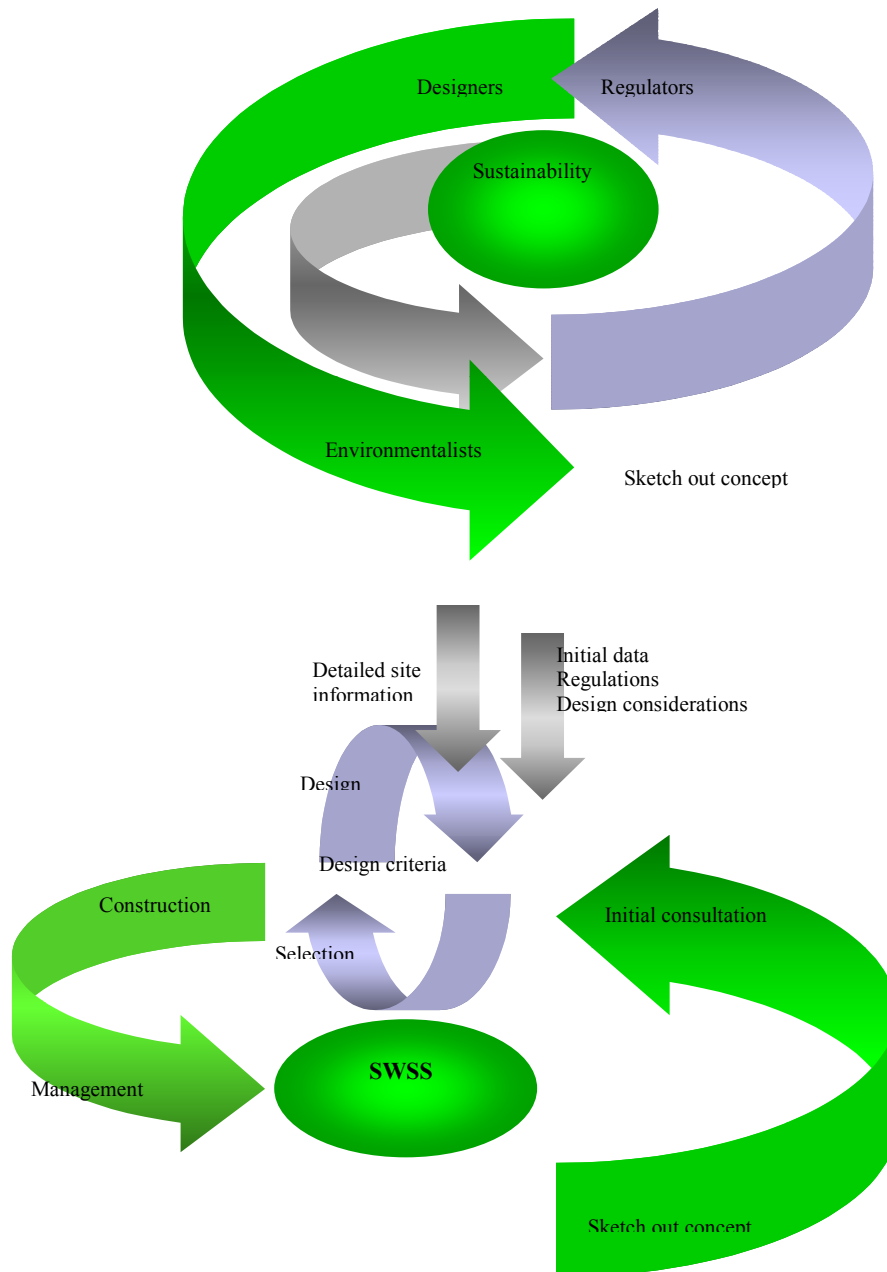 Designers
Regulators
Sustainability
Environmentalists
Sketch out concept
Detailed site
information
Initial data
Regulations
Design considerations
Design
Design criteria
Construction
Initial consultation
Selection
SWSS
Management
Sketch out concept